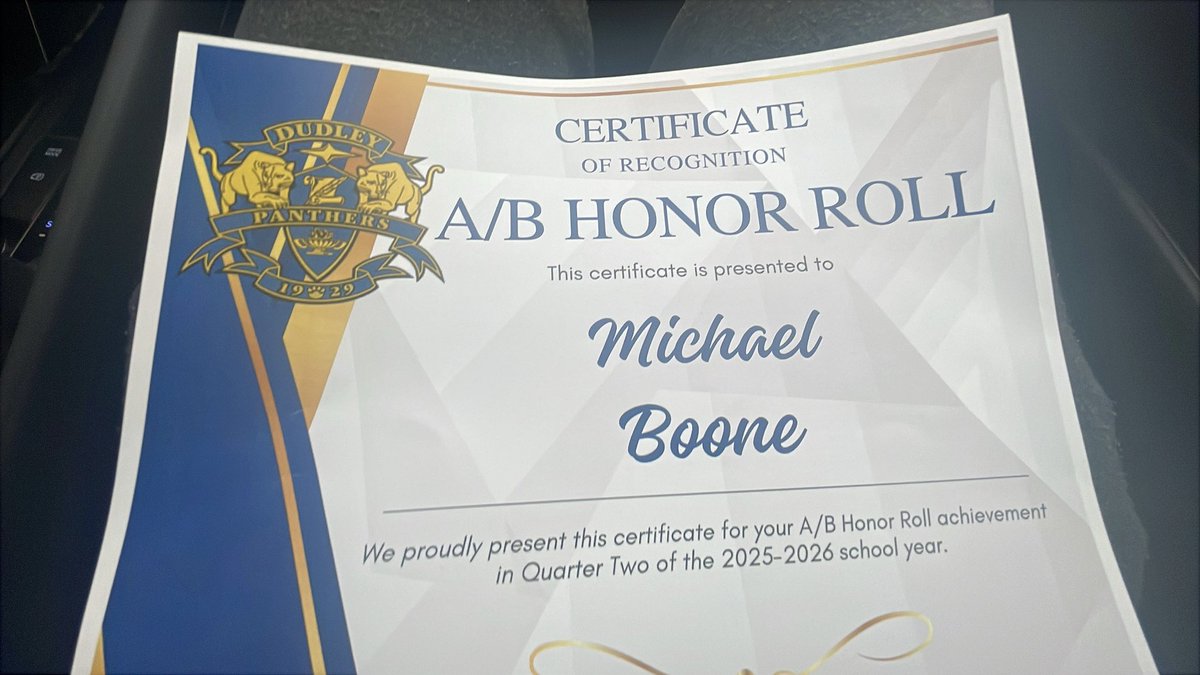 DUDLEY
PANTHERS
1929
CERTIFICATE
OF RECOGNITION
A/B HONOR ROLL
This certificate is presented to
Michael
Boone
We proudly present this certificate for your A/B Honor Roll achievement
in Quarter Two of the 2025-2026 school year.